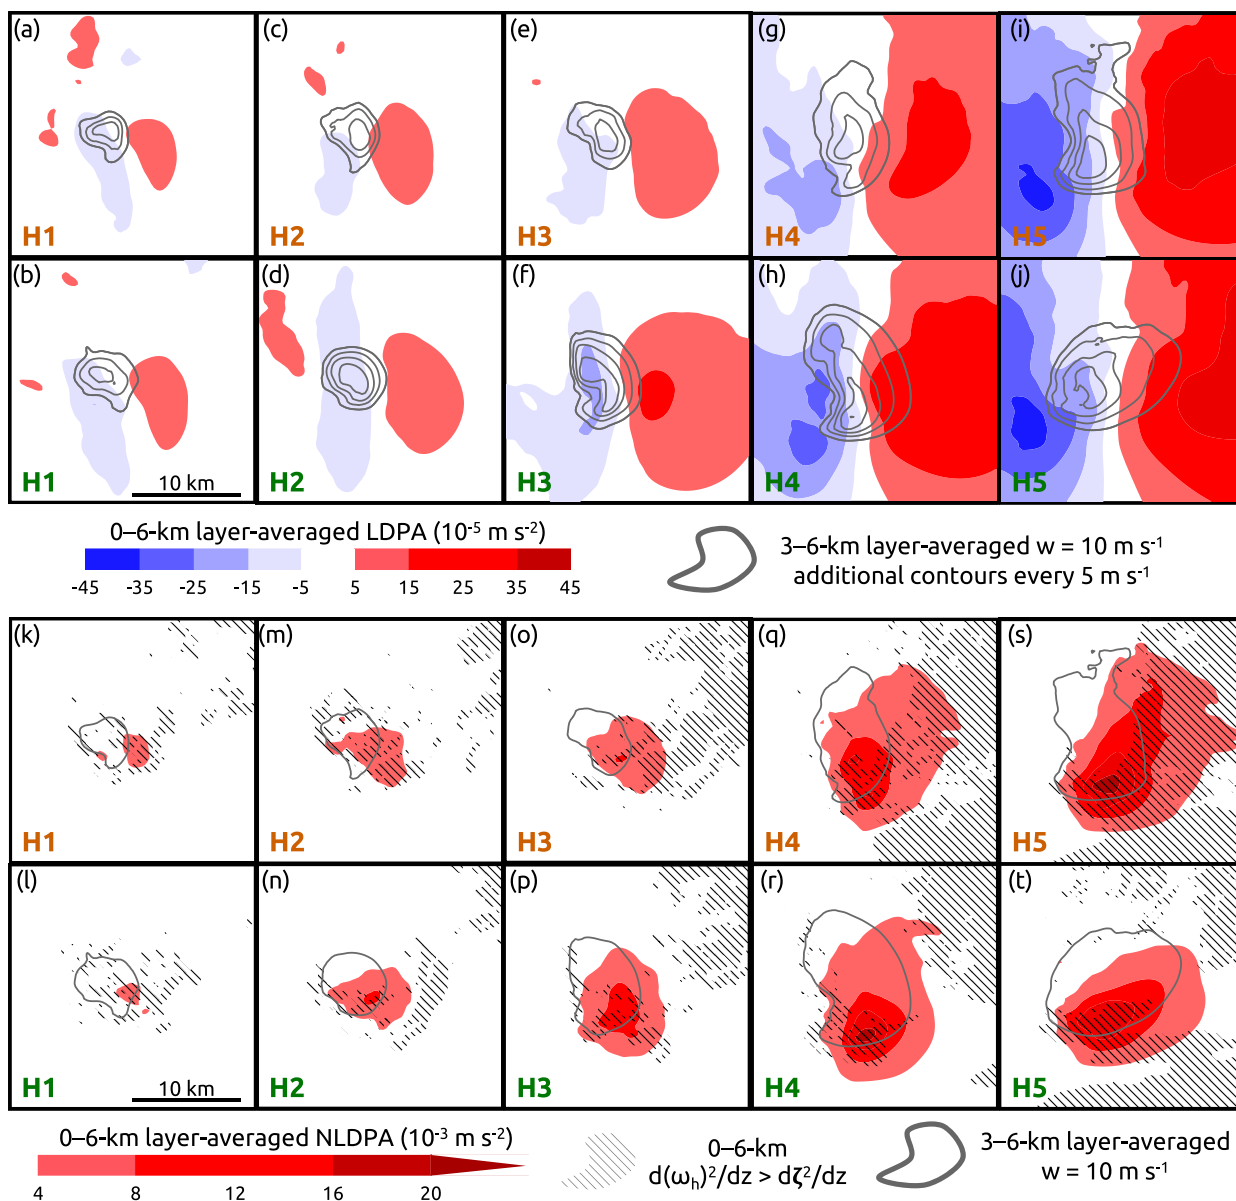 (a) (c) (e) (g) (i)
H1 H2 H3 H4 H5
(b) (d) (f) (h) (j)
H1 10 km H2 H3 H4 H5
0–6-km layer-averaged LDPA (10⁻⁵ m s⁻²)
-45 -35 -25 -15 -5 5 15 25 35 45
3–6-km layer-averaged w = 10 m s⁻¹
additional contours every 5 m s⁻¹
(k) (m) (o) (q) (s)
H1 H2 H3 H4 H5
(l) (n) (p) (r) (t)
H1 10 km H2 H3 H4 H5
0–6-km layer-averaged NLDPA (10⁻³ m s⁻²)
4 8 12 16 20
0–6-km
d(ωₕ)²/dz > dζ²/dz
3–6-km layer-averaged
w = 10 m s⁻¹